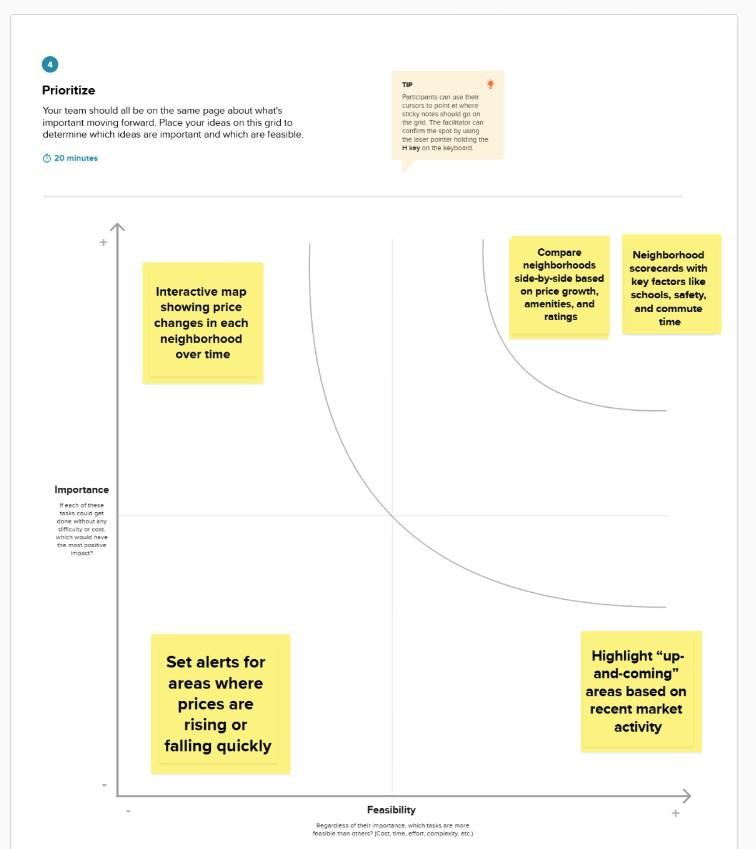 4
Prioritize
Your team should all be on the same page about what's
important moving forward. Place your ideas on this grid to
determine which ideas are important and which are feasible.
20 minutes
TIP
Participants can use their
cursors to point at where
sticky notes should go on
the grid. The facilitator can
confirm the spot by using
the laser pointer holding the
H key on the keyboard.
+
Interactive map
showing price
changes in each
neighborhood
over time
Compare
neighborhoods
side-by-side based
on price growth,
amenities, and
ratings
Neighborhood
scorecards with
key factors like
schools, safety,
and commute
time
Importance
If each of these
tasks could get
done without any
difficulty or cost,
which would have
the most positive
impact?
Set alerts for
areas where
prices are
rising or
falling quickly
Highlight “up-
and-coming”
areas based on
recent market
activity
-
-
Feasibility
+
Regardless of their importance, which tasks are more
feasible than others? (Cost, time, effort, complexity, etc.)